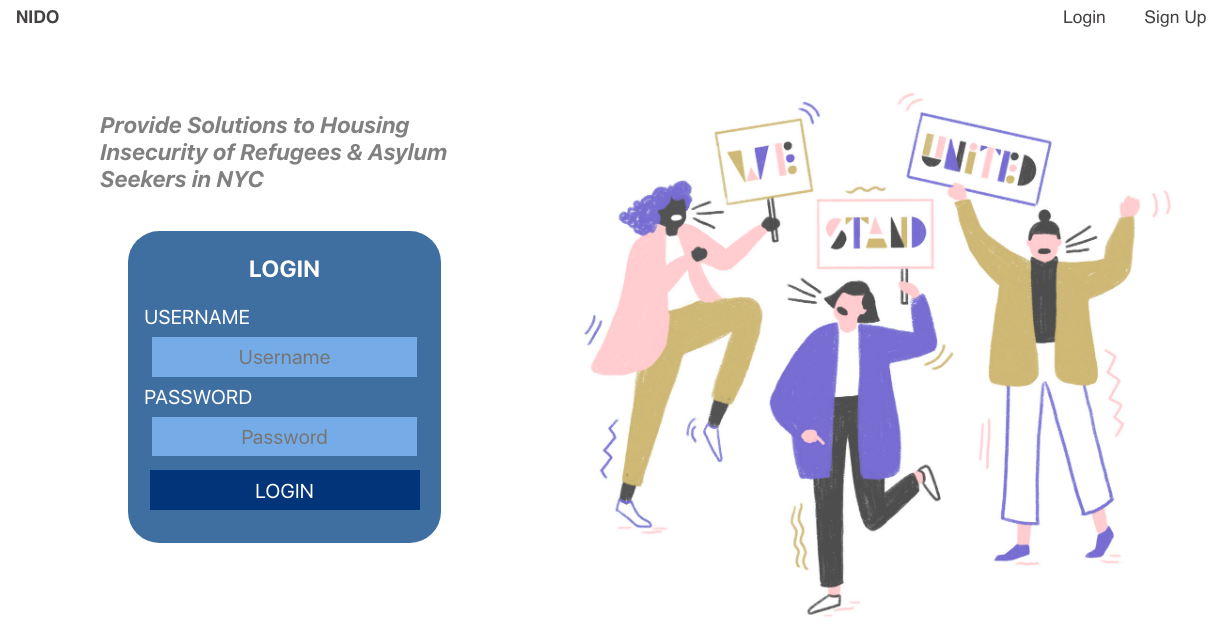 NIDO
Login
Sign Up
Provide Solutions to Housing
Insecurity of Refugees & Asylum
Seekers in NYC
LOGIN
USERNAME
Username
PASSWORD
Password
LOGIN
WE
STAND
UNITED